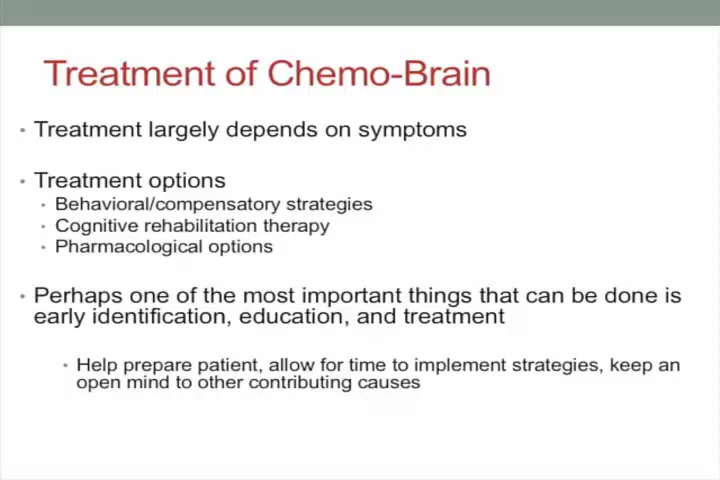 Treatment of Chemo-Brain
• Treatment largely depends on symptoms
• Treatment options
• Behavioral/compensatory strategies
• Cognitive rehabilitation therapy
• Pharmacological options
• Perhaps one of the most important things that can be done is
early identification, education, and treatment
• Help prepare patient, allow for time to implement strategies, keep an
open mind to other contributing causes